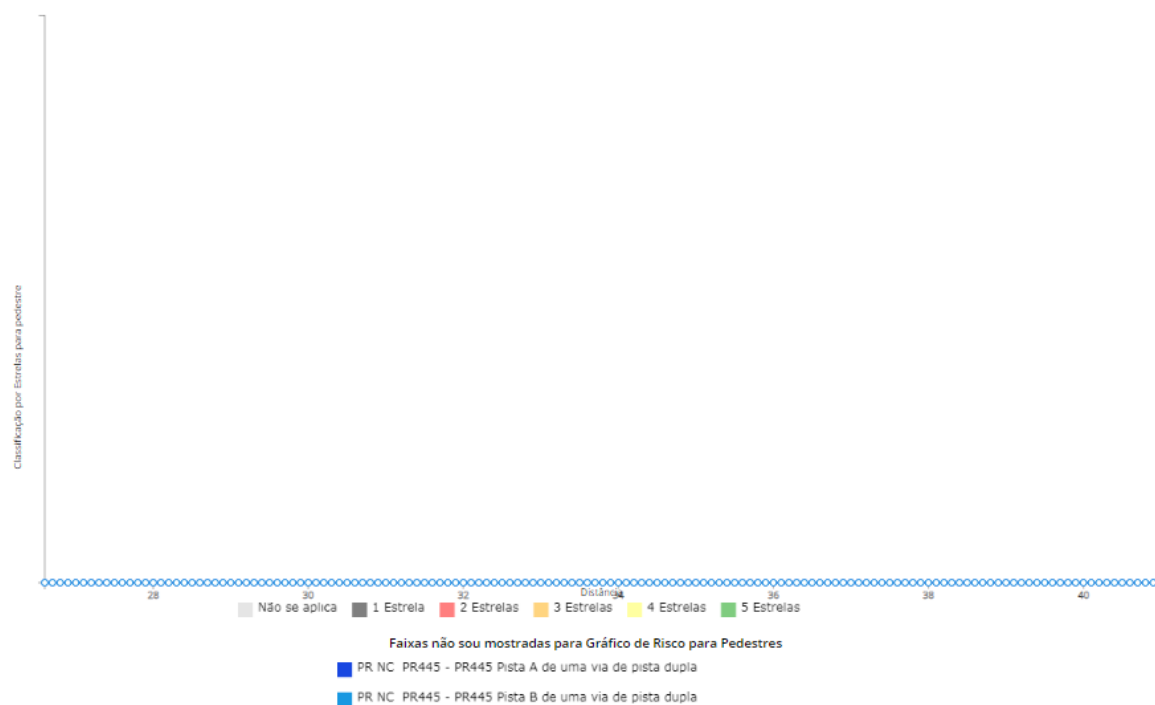 Classificação por Estrelas para pedestre
28 30 32 34 36 38 40
Distância
Não se aplica 1 Estrela 2 Estrelas 3 Estrelas 4 Estrelas 5 Estrelas
Faixas não sou mostradas para Gráfico de Risco para Pedestres
PR NC PR445 - PR445 Pista A de uma via de pista dupla
PR NC PR445 - PR445 Pista B de uma via de pista dupla